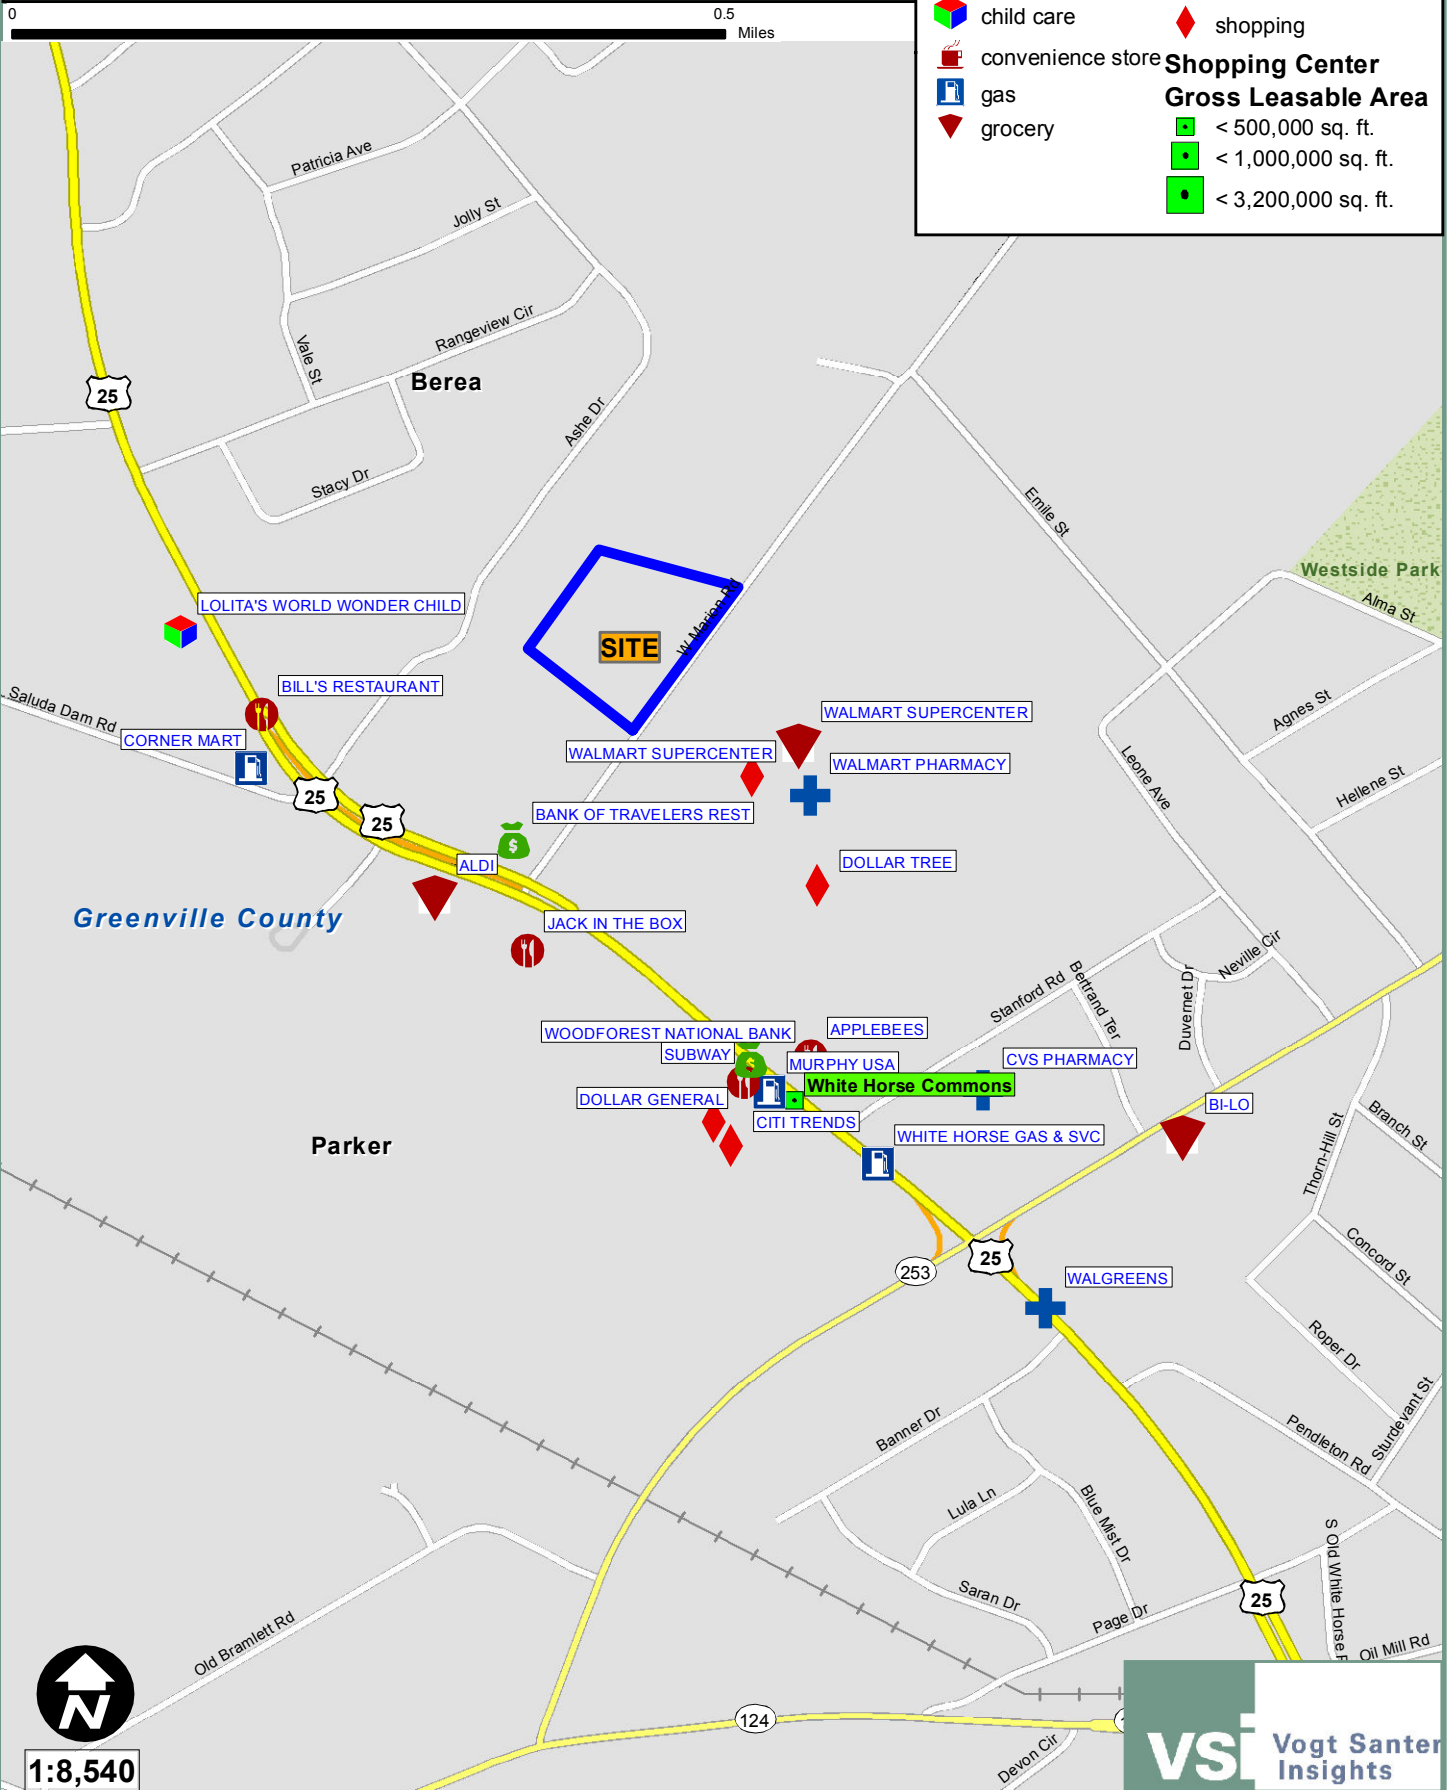 0
0.5
Miles
child care
shopping
convenience store
Shopping Center
Gross Leasable Area
gas
grocery
< 500,000 sq. ft.
< 1,000,000 sq. ft.
< 3,200,000 sq. ft.
Patricia Ave
Jolly St
Rangeview Cir
Vale St
Berea
25
Ashe Dr
Stacy Dr
Emile St
Westside Park
Alma St
LOLITA'S WORLD WONDER CHILD
W Marion Rd
SITE
BILL'S RESTAURANT
Saluda Dam Rd
Agnes St
WALMART SUPERCENTER
CORNER MART
WALMART SUPERCENTER
WALMART PHARMACY
Leone Ave
Hellene St
25
25
BANK OF TRAVELERS REST
ALDI
DOLLAR TREE
Greenville County
JACK IN THE BOX
Neville Cir
Stanford Rd
Bertrand Ter
Duvernet Dr
WOODFOREST NATIONAL BANK
APPLEBEES
SUBWAY
MURPHY USA
CVS PHARMACY
White Horse Commons
DOLLAR GENERAL
BI-LO
CITI TRENDS
WHITE HORSE GAS & SVC
Branch St
Parker
Thorn-Hill St
Concord St
25
253
WALGREENS
Roper Dr
Sturdevant St
Banner Dr
Pendleton Rd
Lula Ln
Blue Mist Dr
Saran Dr
Page Dr
S Old White Horse
25
Old Bramlett Rd
Oil Mill Rd
N
124
Devon Cir
1:8,540
vsi
Vogt Santer
Insights